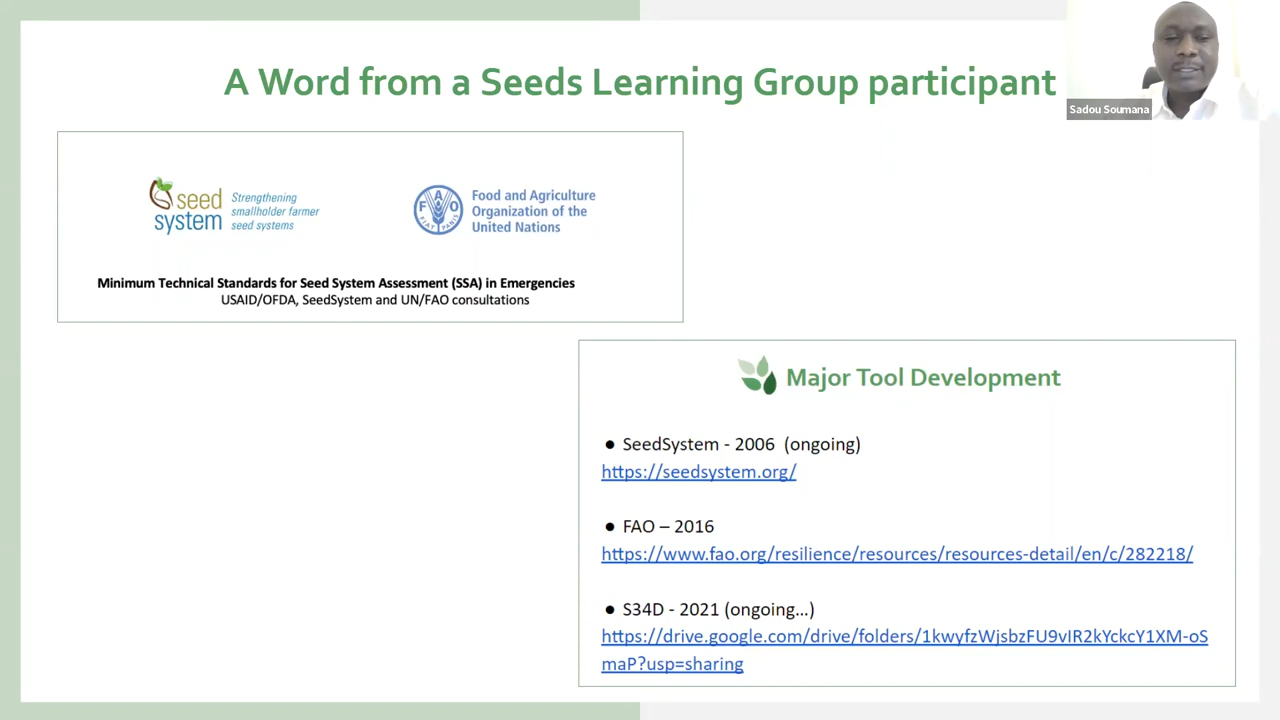 A Word from a Seeds Learning Group participant
Sadou Soumana
seed
system
Strengthening
smallholder farmer
seed systems
F A O
FIAT PANIS
Food and Agriculture
Organization of the
United Nations
Minimum Technical Standards for Seed System Assessment (SSA) in Emergencies
USAID/OFDA, SeedSystem and UN/FAO consultations
Major Tool Development
● SeedSystem - 2006 (ongoing)
https://seedsystem.org/
● FAO – 2016
https://www.fao.org/resilience/resources/resources-detail/en/c/282218/
● S34D - 2021 (ongoing...)
https://drive.google.com/drive/folders/1kwyfzWjsbzFU9vIR2kYckcY1XM-oS
maP?usp=sharing